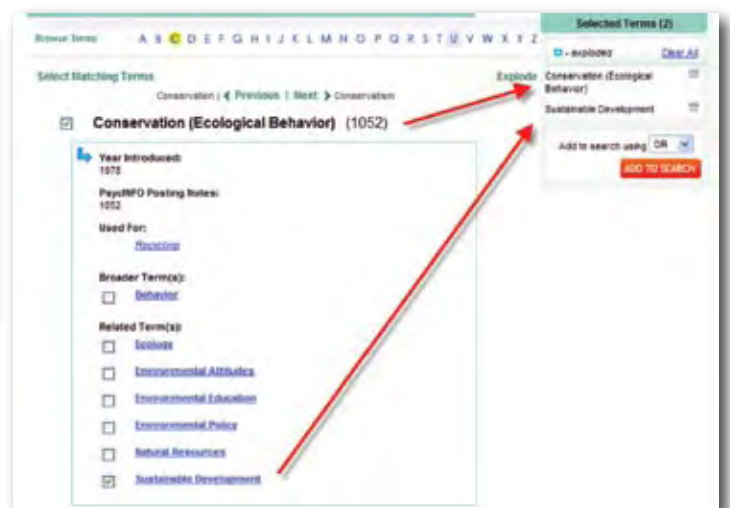 Browse Terms A B C D E F G H I J K L M N O P Q R S T U V W X Y Z
Selected Terms (2)
- exploded Clear All
Select Matching Terms
Explode
Conservation | Previous | Next Conservatism
Conservation (Ecological Behavior)
Sustainable Development
Add to search using OR
ADD TO SEARCH
Conservation (Ecological Behavior) (1052)
Year Introduced:
1978
PsycINFO Posting Notes:
1052
Used For:
Recycling
Broader Term(s):
Behavior
Related Term(s):
Ecology
Environmental Attitudes
Environmental Education
Environmental Policy
Natural Resources
Sustainable Development